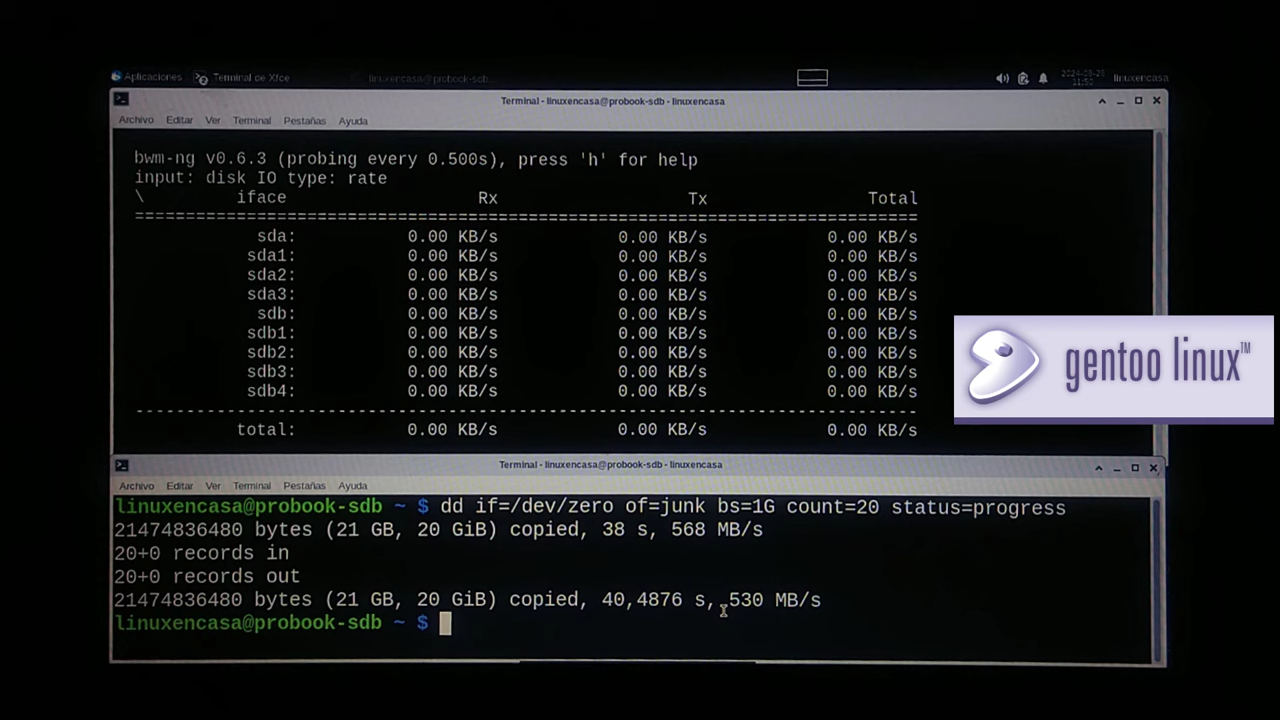 Aplicaciones Terminal de Xfce linuxencasa@probook-sdb... 2024-08-26 linuxencasa
11:50
Terminal - linuxencasa@probook-sdb - linuxencasa
Archivo Editar Ver Terminal Pestañas Ayuda
bwm-ng v0.6.3 (probing every 0.500s), press 'h' for help
input: disk IO type: rate
\ iface Rx Tx Total
==============================================================================
sda: 0.00 KB/s 0.00 KB/s 0.00 KB/s
sda1: 0.00 KB/s 0.00 KB/s 0.00 KB/s
sda2: 0.00 KB/s 0.00 KB/s 0.00 KB/s
sda3: 0.00 KB/s 0.00 KB/s 0.00 KB/s
sdb: 0.00 KB/s 0.00 KB/s 0.00 KB/s
sdb1: 0.00 KB/s 0.00 KB/s 0.00 KB/s
sdb2: 0.00 KB/s 0.00 KB/s 0.00 KB/s
sdb3: 0.00 KB/s 0.00 KB/s 0.00 KB/s
sdb4: 0.00 KB/s 0.00 KB/s 0.00 KB/s
------------------------------------------------------------------------------
total: 0.00 KB/s 0.00 KB/s 0.00 KB/s
gentoo linux™
Terminal - linuxencasa@probook-sdb - linuxencasa
Archivo Editar Ver Terminal Pestañas Ayuda
linuxencasa@probook-sdb ~ $ dd if=/dev/zero of=junk bs=1G count=20 status=progress
21474836480 bytes (21 GB, 20 GiB) copied, 38 s, 568 MB/s
20+0 records in
20+0 records out
21474836480 bytes (21 GB, 20 GiB) copied, 40,4876 s, 530 MB/s
linuxencasa@probook-sdb ~ $